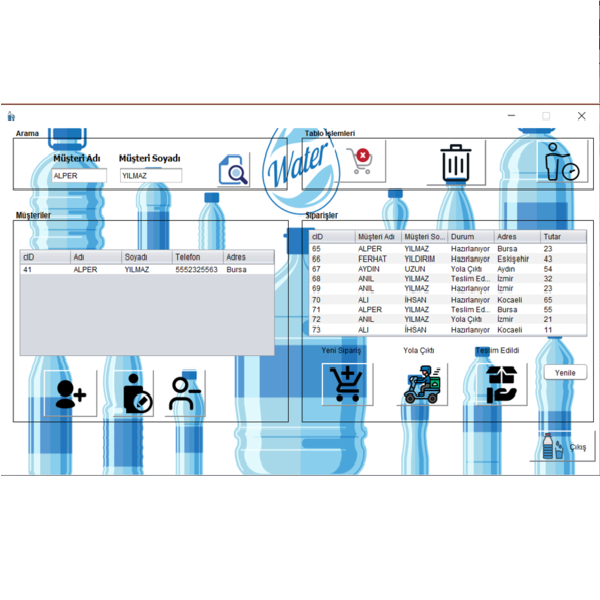 Arama
Tablo İşlemleri
Müşteri Adı Müşteri Soyadı
ALPER YILMAZ
Water
Müşteriler
Siparişler
cID Adı Soyadı Telefon Adres
41 ALPER YILMAZ 5552325563 Bursa
cID Müşteri Adı Müşteri So... Durum Adres Tutar
65 ALPER YILMAZ Hazırlanıyor Bursa 23
66 FERHAT YILDIRIM Hazırlanıyor Eskişehir 43
67 AYDIN UZUN Yola Çıktı Aydın 54
68 ANIL YILMAZ Teslim Ed... İzmir 32
69 ANIL YILMAZ Hazırlanıyor İzmir 23
70 ALI İHSAN Hazırlanıyor Kocaeli 65
71 ALPER YILMAZ Teslim Ed... Bursa 55
72 ANIL YILMAZ Yola Çıktı İzmir 21
73 ALI İHSAN Hazırlanıyor Kocaeli 11
Yeni Sipariş Yola Çıktı Teslim Edildi
Yenile
Çıkış